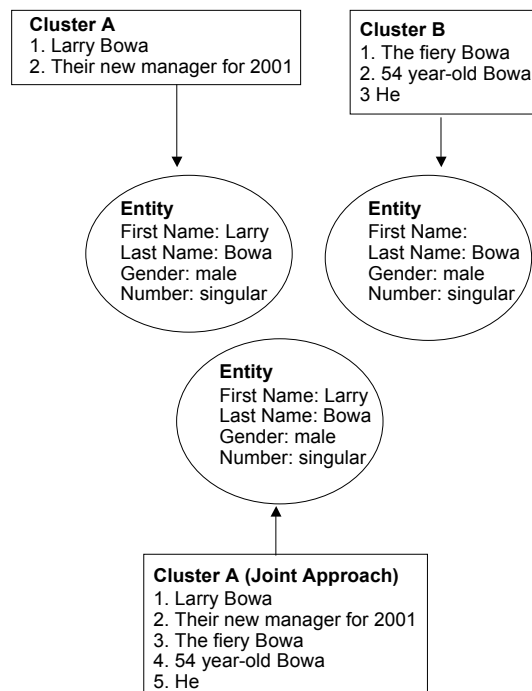 Cluster A
1. Larry Bowa
2. Their new manager for 2001
Cluster B
1. The fiery Bowa
2. 54 year-old Bowa
3 He
Entity
First Name: Larry
Last Name: Bowa
Gender: male
Number: singular
Entity
First Name:
Last Name: Bowa
Gender: male
Number: singular
Entity
First Name: Larry
Last Name: Bowa
Gender: male
Number: singular
Cluster A (Joint Approach)
1. Larry Bowa
2. Their new manager for 2001
3. The fiery Bowa
4. 54 year-old Bowa
5. He